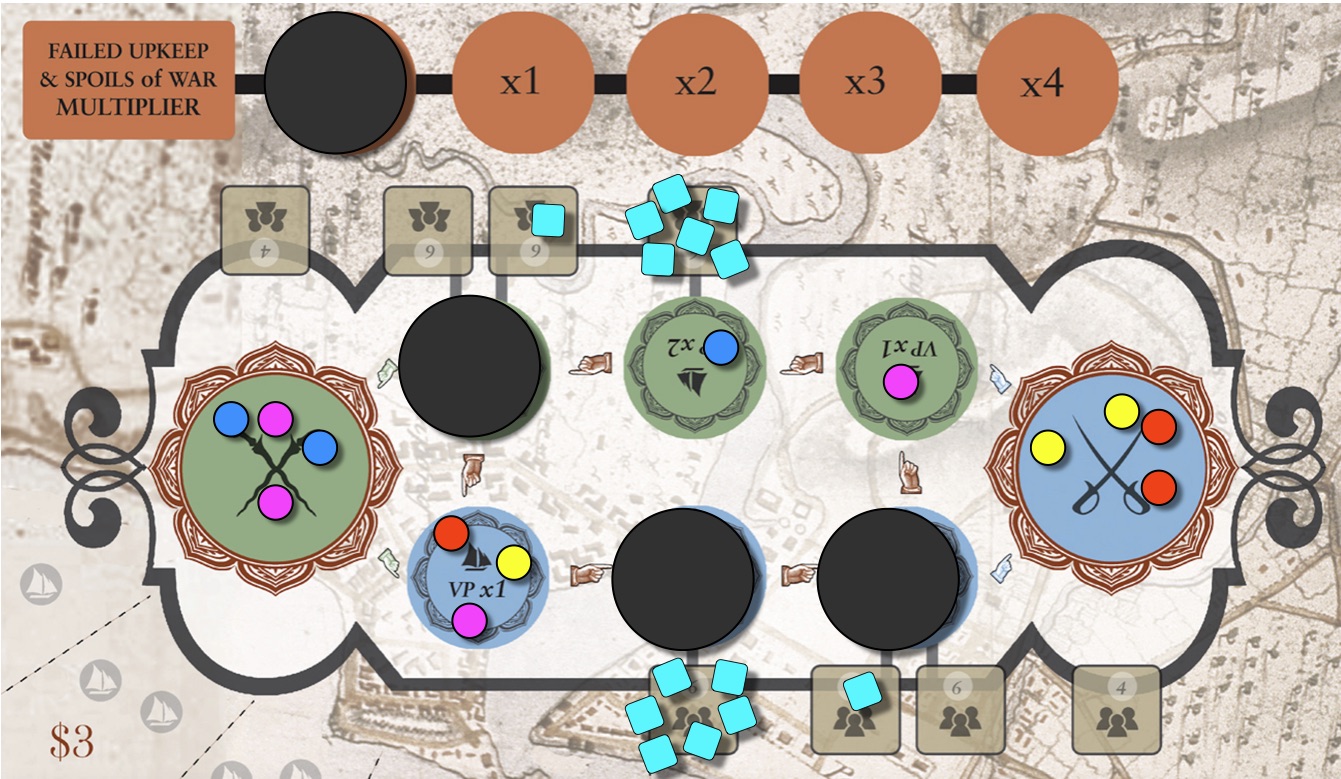 FAILED UPKEEP
& SPOILS of WAR
MULTIPLIER
x1
x2
x3
x4
4
6
6
x2
VP x1
VP x1
6
6
4
$3